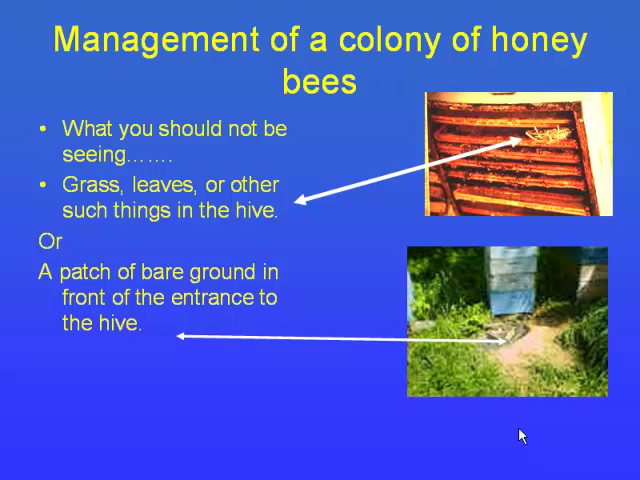 Management of a colony of honey
bees
• What you should not be
seeing…….
• Grass, leaves, or other
such things in the hive.
Or
A patch of bare ground in
front of the entrance to
the hive.